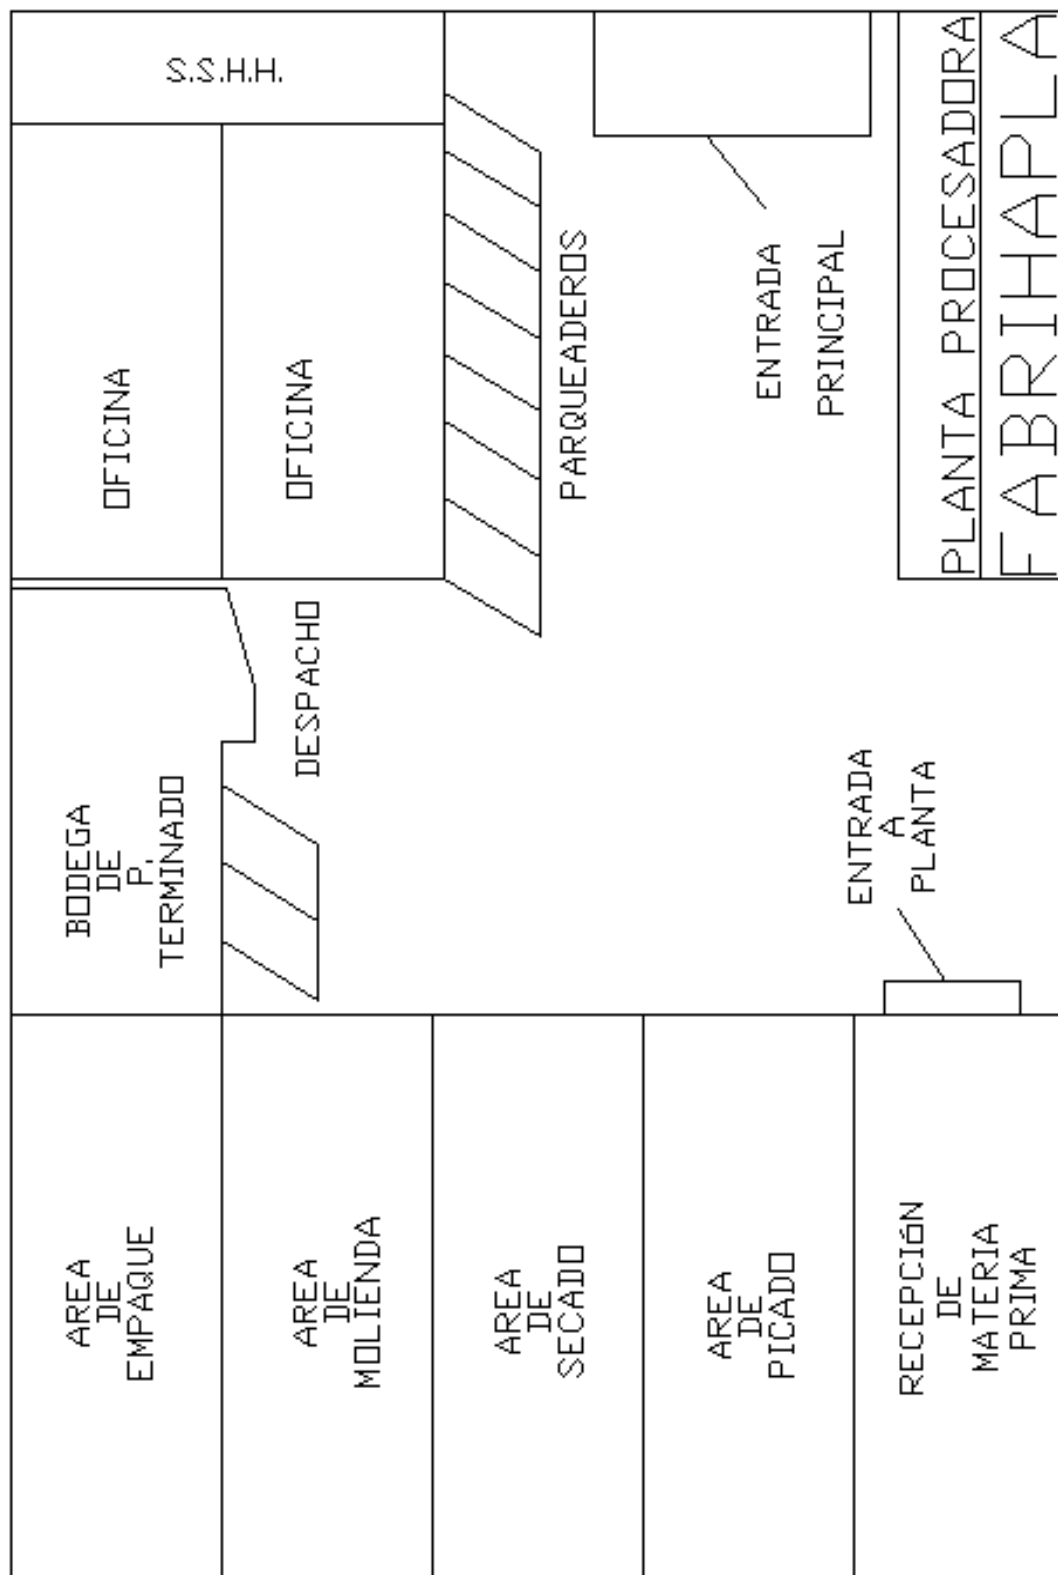 S.S.H.H.
OFICINA
OFICINA
PARQUEADEROS
ENTRADA
PRINCIPAL
PLANTA PROCESADORA
FABRIHAPLA
DESPACHO
BODEGA
DE
P.
TERMINADO
ENTRADA
A
PLANTA
AREA
DE
EMPAQUE
AREA
DE
MOLIENDA
AREA
DE
SECADO
AREA
DE
PICADO
RECEPCIÓN
DE
MATERIA
PRIMA